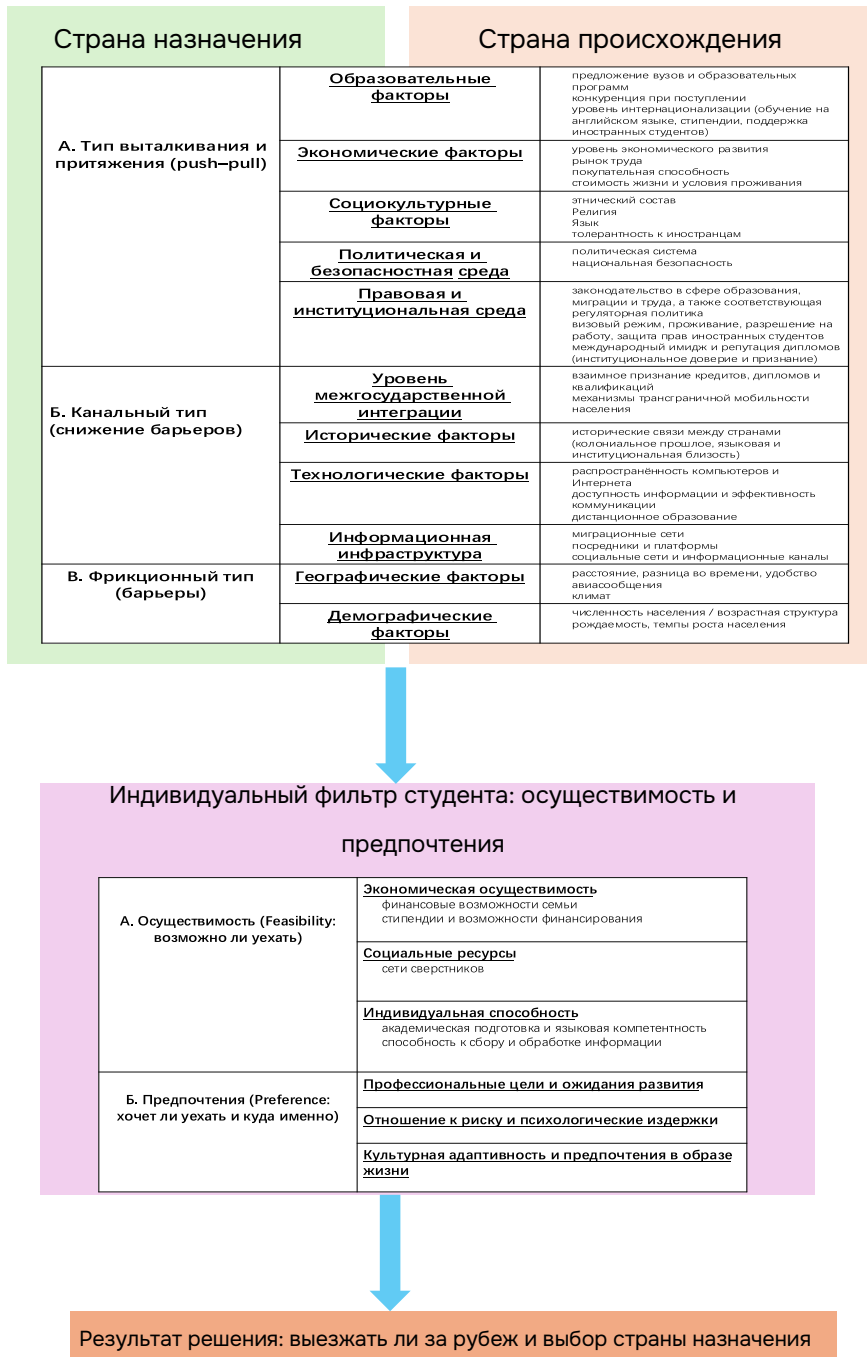 Страна назначения
Страна происхождения
А. Тип выталкивания и
притяжения (push–pull)
Образовательные
факторы
предложение вузов и образовательных
программ
конкуренция при поступлении
уровень интернационализации (обучение на
английском языке, стипендии, поддержка
иностранных студентов)
Экономические факторы
уровень экономического развития
рынок труда
покупательная способность
стоимость жизни и условия проживания
Социокультурные
факторы
этнический состав
Религия
Язык
толерантность к иностранцам
Политическая и
безопасностная среда
политическая система
национальная безопасность
Правовая и
институциональная среда
законодательство в сфере образования,
миграции и труда, а также соответствующая
регуляторная политика
визовый режим, проживание, разрешение на
работу, защита прав иностранных студентов
международный имидж и репутация дипломов
(институциональное доверие и признание)
Б. Канальный тип
(снижение барьеров)
Уровень
межгосударственной
интеграции
взаимное признание кредитов, дипломов и
квалификаций
механизмы трансграничной мобильности
населения
Исторические факторы
исторические связи между странами
(колониальное прошлое, языковая и
институциональная близость)
Технологические факторы
распространённость компьютеров и
Интернета
доступность информации и эффективность
коммуникации
дистанционное образование
Информационная
инфраструктура
миграционные сети
посредники и платформы
социальные сети и информационные каналы
В. Фрикционный тип
(барьеры)
Географические факторы
расстояние, разница во времени, удобство
авиасообщения
климат
Демографические
факторы
численность населения / возрастная структура
рождаемость, темпы роста населения
Индивидуальный фильтр студента: осуществимость и
предпочтения
А. Осуществимость (Feasibility:
возможно ли уехать)
Экономическая осуществимость
финансовые возможности семьи
стипендии и возможности финансирования
Социальные ресурсы
сети сверстников
Индивидуальная способность
академическая подготовка и языковая компетентность
способность к сбору и обработке информации
Б. Предпочтения (Preference:
хочет ли уехать и куда именно)
Профессиональные цели и ожидания развития
Отношение к риску и психологические издержки
Культурная адаптивность и предпочтения в образе
жизни
Результат решения: выезжать ли за рубеж и выбор страны назначения